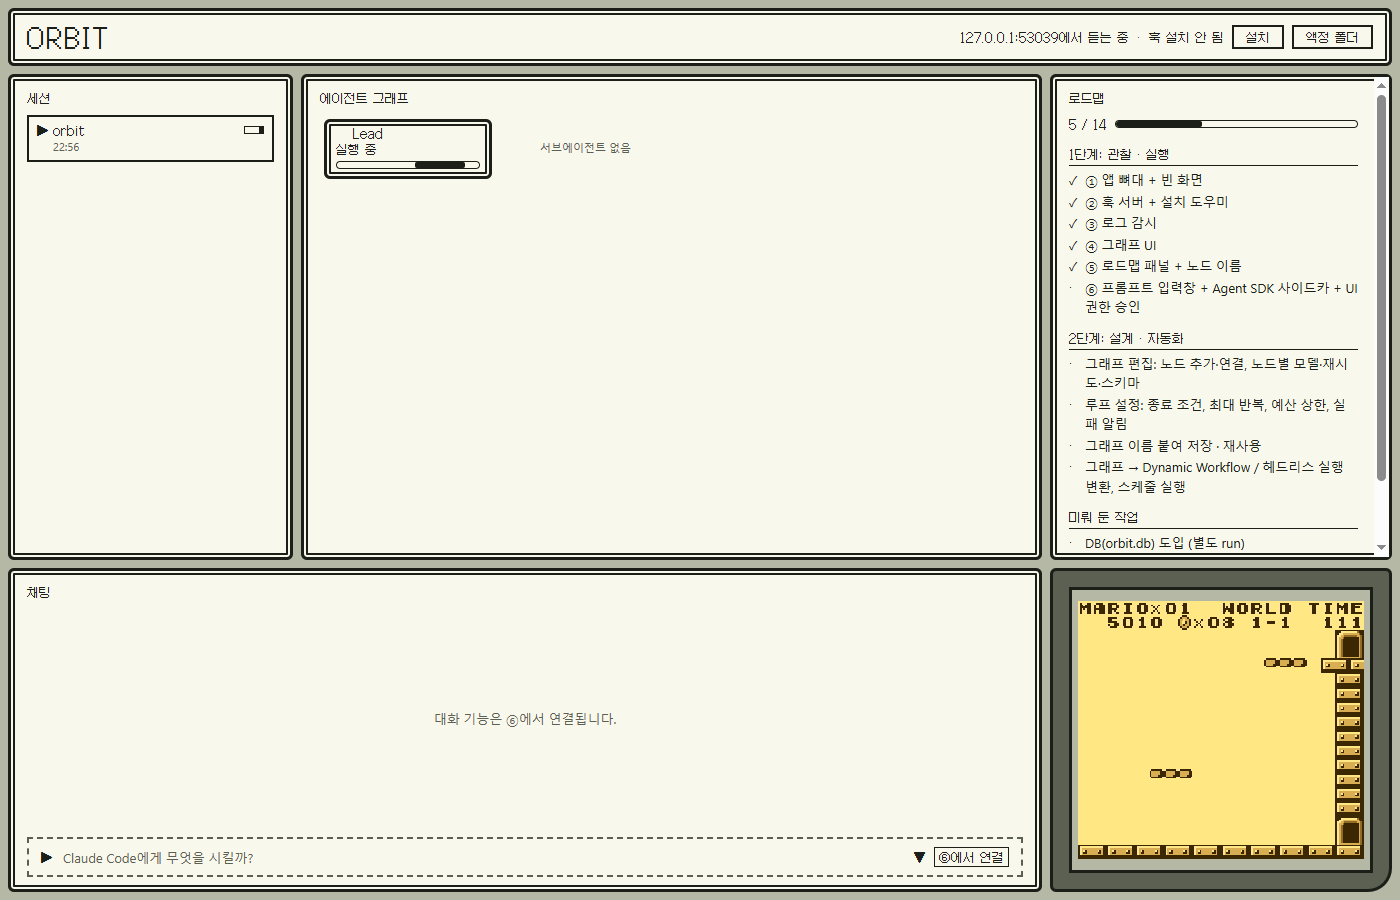 ORBIT
127.0.0.1:53039에서 듣는 중 · 훅 설치 안 됨
설치
액정 폴더
세션
▶ orbit
22:56
에이전트 그래프
Lead
실행 중
서브에이전트 없음
로드맵
5 / 14
1단계: 관찰 · 실행
✓ ① 앱 뼈대 + 빈 화면
✓ ② 훅 서버 + 설치 도우미
✓ ③ 로그 감시
✓ ④ 그래프 UI
✓ ⑤ 로드맵 패널 + 노드 이름
· ⑥ 프롬프트 입력창 + Agent SDK 사이드카 + UI
권한 승인
2단계: 설계 · 자동화
· 그래프 편집: 노드 추가·연결, 노드별 모델·재시
도·스키마
· 루프 설정: 종료 조건, 최대 반복, 예산 상한, 실
패 알림
· 그래프 이름 붙여 저장 · 재사용
· 그래프 → Dynamic Workflow / 헤드리스 실행
변환, 스케줄 실행
미뤄 둔 작업
· DB(orbit.db) 도입 (별도 run)
채팅
대화 기능은 ⑥에서 연결됩니다.
▶ Claude Code에게 무엇을 시킬까?
▼ ⑥에서 연결
MARIO×01 WORLD TIME
5010 ×03 1-1 111